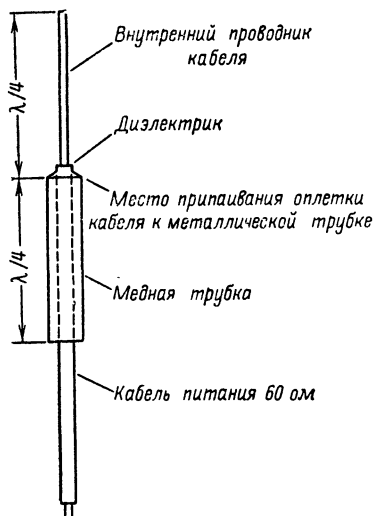 Внутренний проводник
кабеля
λ/4
Диэлектрик
Место припаивания оплетки
кабеля к металлической трубке
λ/4
Медная трубка
Кабель питания 60 ом